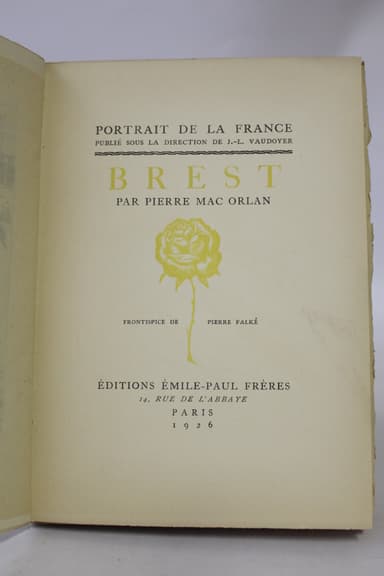 PORTRAIT DE LA FRANCE
PUBLIÉ SOUS LA DIRECTION DE J.-L. VAUDOYER
BREST
PAR PIERRE MAC ORLAN
FRONTISPICE DE PIERRE FALKÉ
ÉDITIONS ÉMILE-PAUL FRÈRES
14, RUE DE L'ABBAYE
PARIS
1926